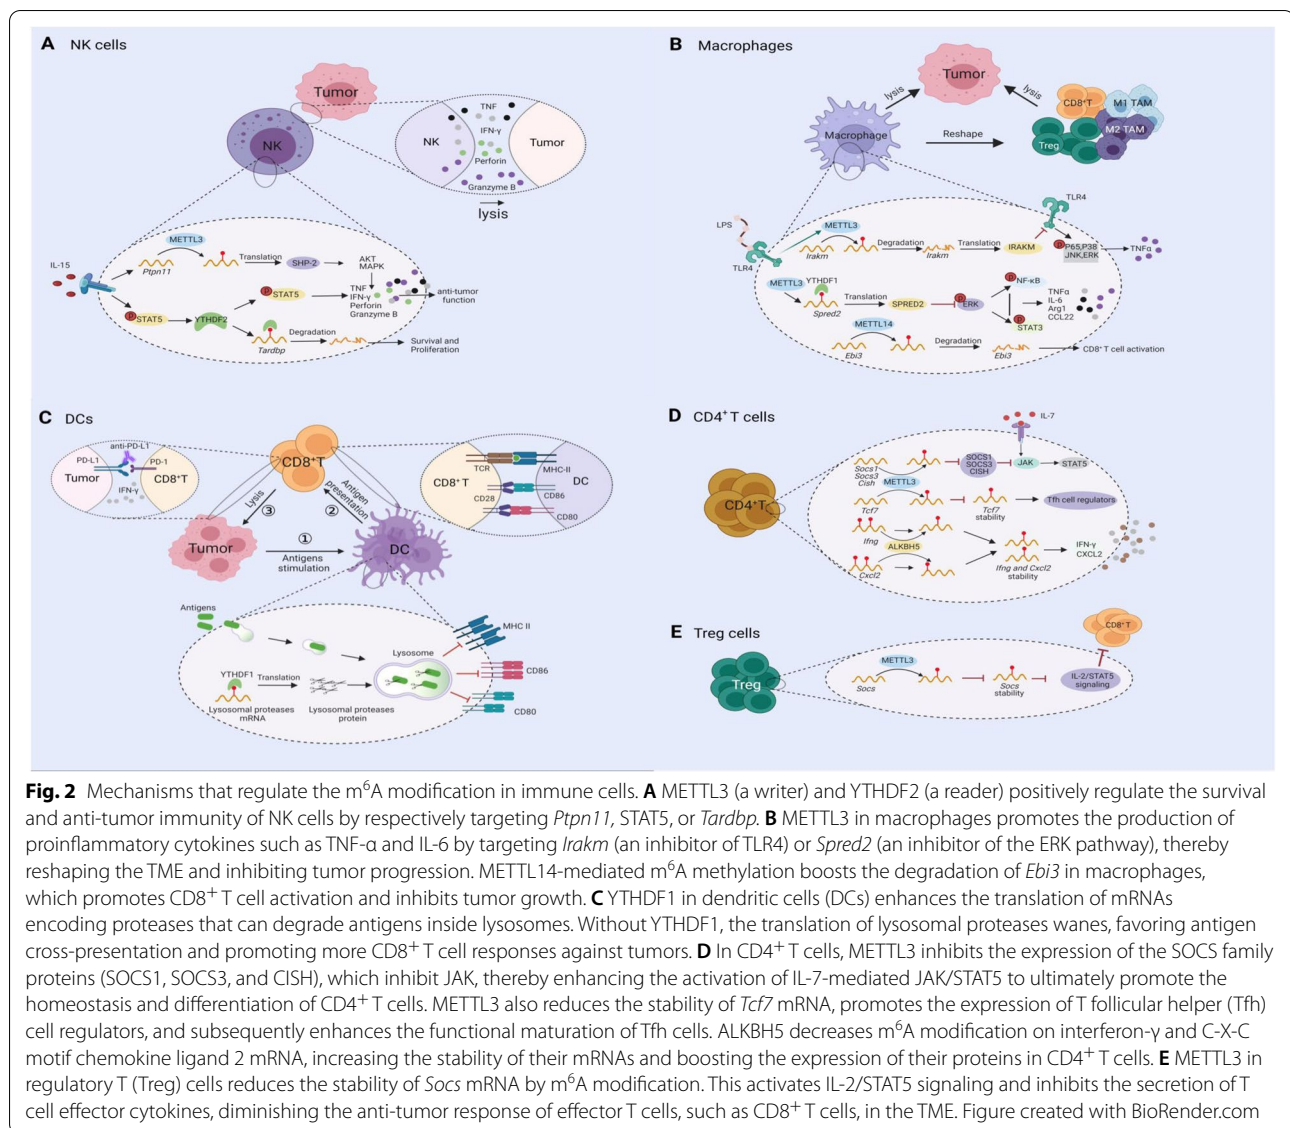 A NK cells
Tumor
NK
TNF
IFN-γ
NK
Tumor
Perforin
Granzyme B
lysis
METTL3
IL-15
Ptpn11
Translation
SHP-2
AKT
MAPK
P
STAT5
TNF
IFN-γ
Perforin
Granzyme B
anti-tumor
function
P
STAT5
YTHDF2
Tardbp
Degradation
Survival and
Proliferation
B Macrophages
Tumor
lysis
lysis
CD8+T
M1 TAM
M2 TAM
Treg
Macrophage
Reshape
TLR4
LPS
TLR4
METTL3
Irakm
Degradation
Irakm
Translation
IRAKM
P
P65,P38
JNK,ERK
TNFα
METTL3
YTHDF1
Spred2
Translation
SPRED2
P
ERK
P
NF-κB
P
STAT3
TNFα
IL-6
Arg1
CCL22
METTL14
Ebi3
Degradation
Ebi3
CD8+ T cell activation
C DCs
anti-PD-L1
PD-L1
PD-1
Tumor
CD8+T
IFN-γ
CD8+T
TCR
MHC-II
CD8+ T
DC
CD28
CD86
CD80
Lysis
③
②
Antigen
presentation
Tumor
①
Antigens
stimulation
DC
Antigens
Lysosome
MHC II
YTHDF1
Translation
CD86
Lysosomal proteases
mRNA
Lysosomal proteases
protein
CD80
D CD4+ T cells
IL-7
CD4+T
Socs1
Socs3
Cish
SOCS1
SOCS3
CISH
JAK
STAT5
METTL3
Tcf7
Tcf7
stability
Tfh cell regulators
Ifng
ALKBH5
Cxcl2
Ifng and Cxcl2
stability
IFN-γ
CXCL2
E Treg cells
CD8+T
Treg
METTL3
Socs
Socs
stability
IL-2/STAT5
signaling
Fig. 2 Mechanisms that regulate the m6A modification in immune cells. A METTL3 (a writer) and YTHDF2 (a reader) positively regulate the survival
and anti-tumor immunity of NK cells by respectively targeting Ptpn11, STAT5, or Tardbp. B METTL3 in macrophages promotes the production of
proinflammatory cytokines such as TNF-α and IL-6 by targeting Irakm (an inhibitor of TLR4) or Spred2 (an inhibitor of the ERK pathway), thereby
reshaping the TME and inhibiting tumor progression. METTL14-mediated m6A methylation boosts the degradation of Ebi3 in macrophages,
which promotes CD8+ T cell activation and inhibits tumor growth. C YTHDF1 in dendritic cells (DCs) enhances the translation of mRNAs
encoding proteases that can degrade antigens inside lysosomes. Without YTHDF1, the translation of lysosomal proteases wanes, favoring antigen
cross-presentation and promoting more CD8+ T cell responses against tumors. D In CD4+ T cells, METTL3 inhibits the expression of the SOCS family
proteins (SOCS1, SOCS3, and CISH), which inhibit JAK, thereby enhancing the activation of IL-7-mediated JAK/STAT5 to ultimately promote the
homeostasis and differentiation of CD4+ T cells. METTL3 also reduces the stability of Tcf7 mRNA, promotes the expression of T follicular helper (Tfh)
cell regulators, and subsequently enhances the functional maturation of Tfh cells. ALKBH5 decreases m6A modification on interferon-γ and C-X-C
motif chemokine ligand 2 mRNA, increasing the stability of their mRNAs and boosting the expression of their proteins in CD4+ T cells. E METTL3 in
regulatory T (Treg) cells reduces the stability of Socs mRNA by m6A modification. This activates IL-2/STAT5 signaling and inhibits the secretion of T
cell effector cytokines, diminishing the anti-tumor response of effector T cells, such as CD8+ T cells, in the TME. Figure created with BioRender.com